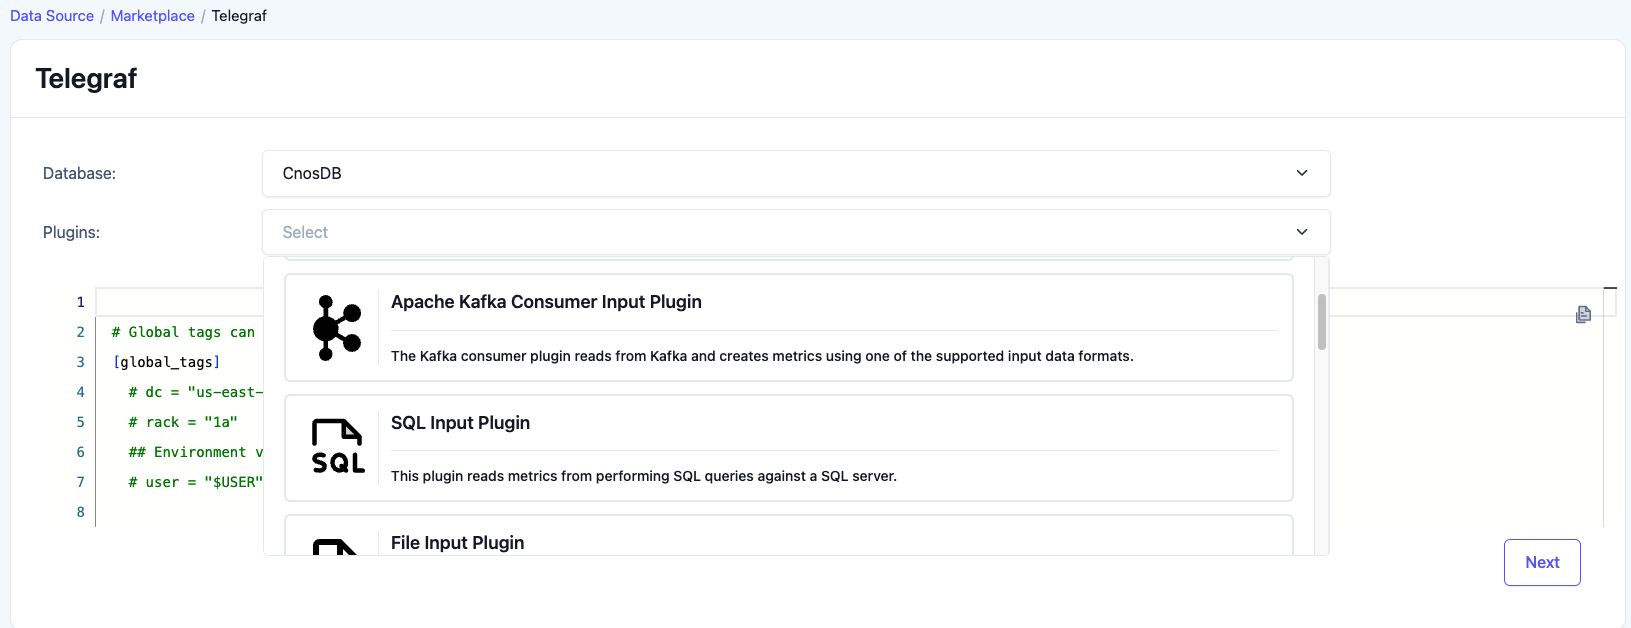 Data Source / Marketplace / Telegraf
Telegraf
Database:
CnosDB
Plugins:
Select
Apache Kafka Consumer Input Plugin
The Kafka consumer plugin reads from Kafka and creates metrics using one of the supported input data formats.
SQL
SQL Input Plugin
This plugin reads metrics from performing SQL queries against a SQL server.
File Input Plugin
1
2 # Global tags can
3 [global_tags]
4 # dc = "us-east-
5 # rack = "1a"
6 ## Environment v
7 # user = "$USER"
8
Next